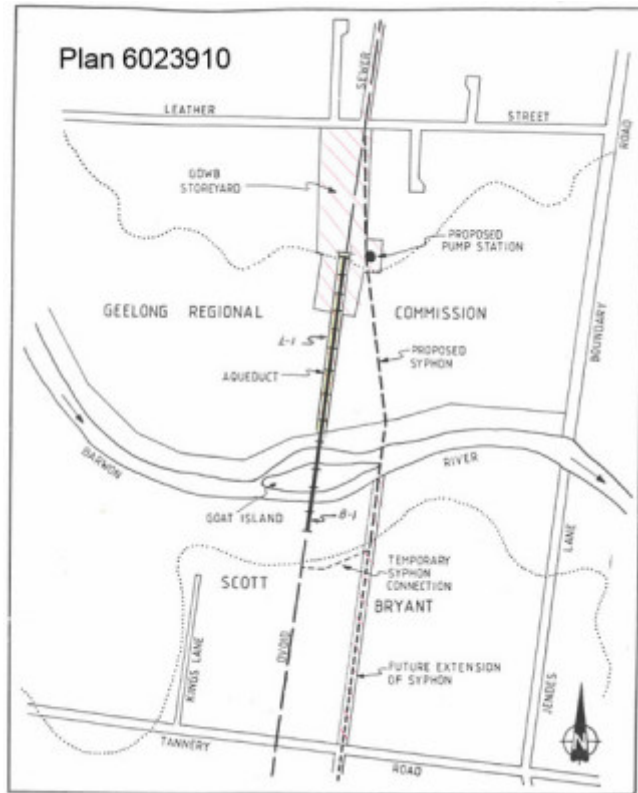 Plan 6023910
SEWER
LEATHER
STREET
ROAD
GDWB
STOREYARD
PROPOSED
PUMP STATION
GEELONG REGIONAL
COMMISSION
BOUNDARY
PROPOSED
SYPHON
AQUEDUCT
BARWON
RIVER
GOAT ISLAND
LANE
TEMPORARY
SYPHON
CONNECTION
SCOTT
BRYANT
KINGS LANE
OVOID
FUTURE EXTENSION
OF SYPHON
JENDES
N
TANNERY
ROAD